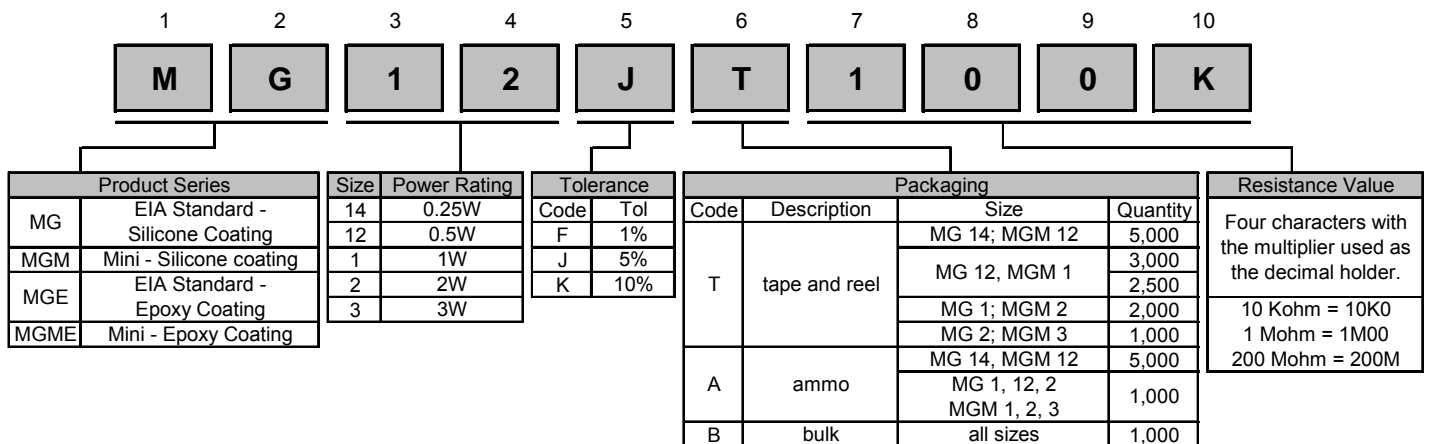 1 2 3 4 5 6 7 8 9 10
M G 1 2 J T 1 0 0 K
Product Series
MG EIA Standard -
Silicone Coating
MGM Mini - Silicone coating
MGE EIA Standard -
Epoxy Coating
MGME Mini - Epoxy Coating
Size Power Rating
14 0.25W
12 0.5W
1 1W
2 2W
3 3W
Tolerance
Code Tol
F 1%
J 5%
K 10%
Packaging
Code Description Size Quantity
T tape and reel
MG 14; MGM 12 5,000
MG 12, MGM 1 3,000
2,500
MG 1; MGM 2 2,000
MG 2; MGM 3 1,000
A ammo
MG 14, MGM 12 5,000
MG 1, 12, 2
MGM 1, 2, 3
1,000
B bulk all sizes 1,000
Resistance Value
Four characters with
the multiplier used as
the decimal holder.
10 Kohm = 10K0
1 Mohm = 1M00
200 Mohm = 200M